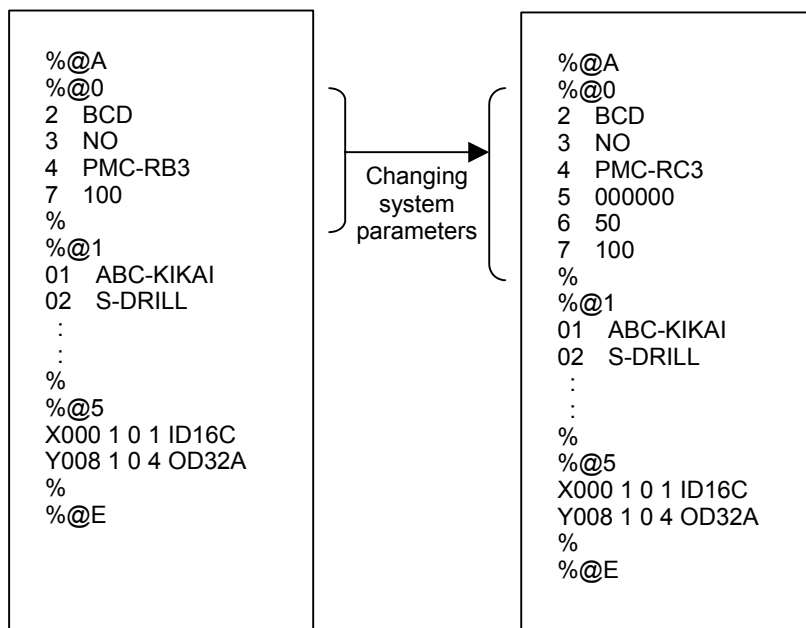 %@A
%@0
2 BCD
3 NO
4 PMC-RB3
7 100
%
%@1
01 ABC-KIKAI
02 S-DRILL
:
:
%
%@5
X000 1 0 1 ID16C
Y008 1 0 4 OD32A
%
%@E
Changing
system
parameters
%@A
%@0
2 BCD
3 NO
4 PMC-RC3
5 000000
6 50
7 100
%
%@1
01 ABC-KIKAI
02 S-DRILL
:
:
%
%@5
X000 1 0 1 ID16C
Y008 1 0 4 OD32A
%
%@E